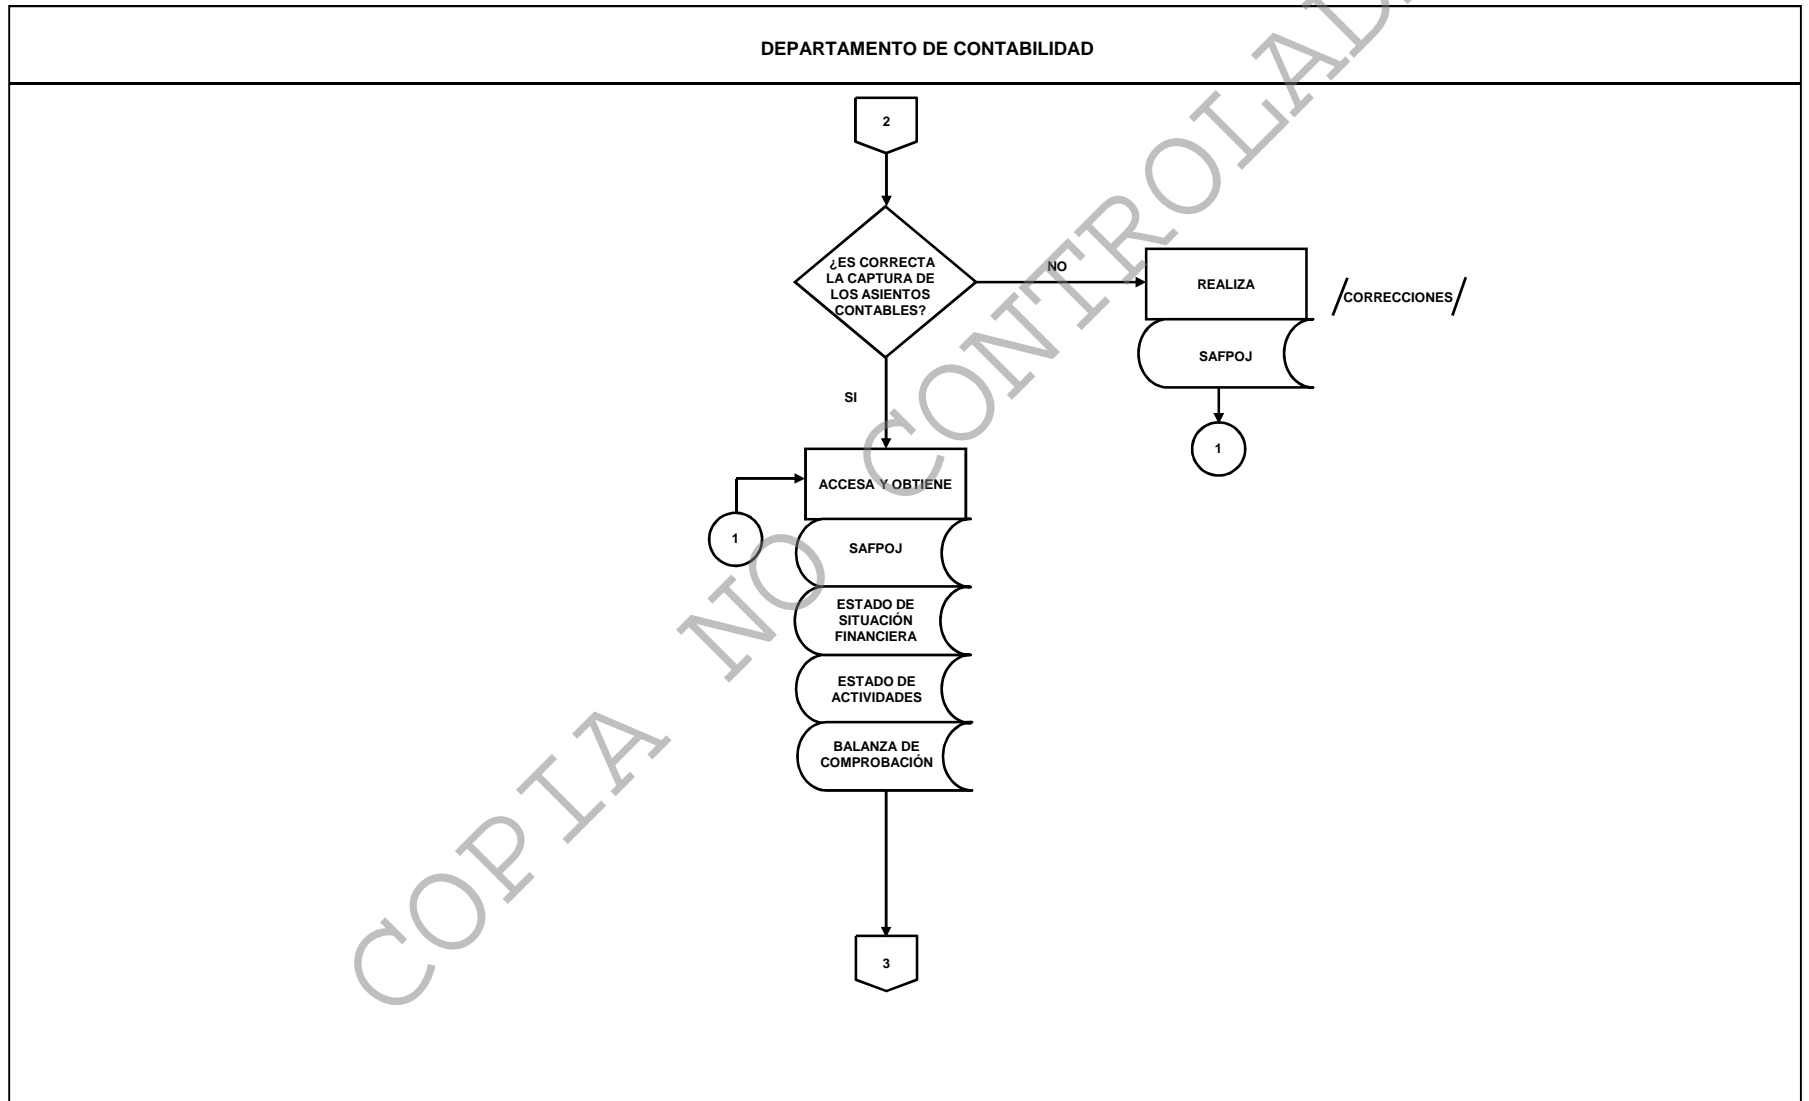 DEPARTAMENTO DE CONTABILIDAD
2
¿ES CORRECTA
LA CAPTURA DE
LOS ASIENTOS
CONTABLES?
NO
REALIZA
/CORRECCIONES/
SAFPOJ
1
SI
ACCESA Y OBTIENE
1
SAFPOJ
ESTADO DE
SITUACIÓN
FINANCIERA
ESTADO DE
ACTIVIDADES
BALANZA DE
COMPROBACIÓN
3
COPIA NO CONTROLAD